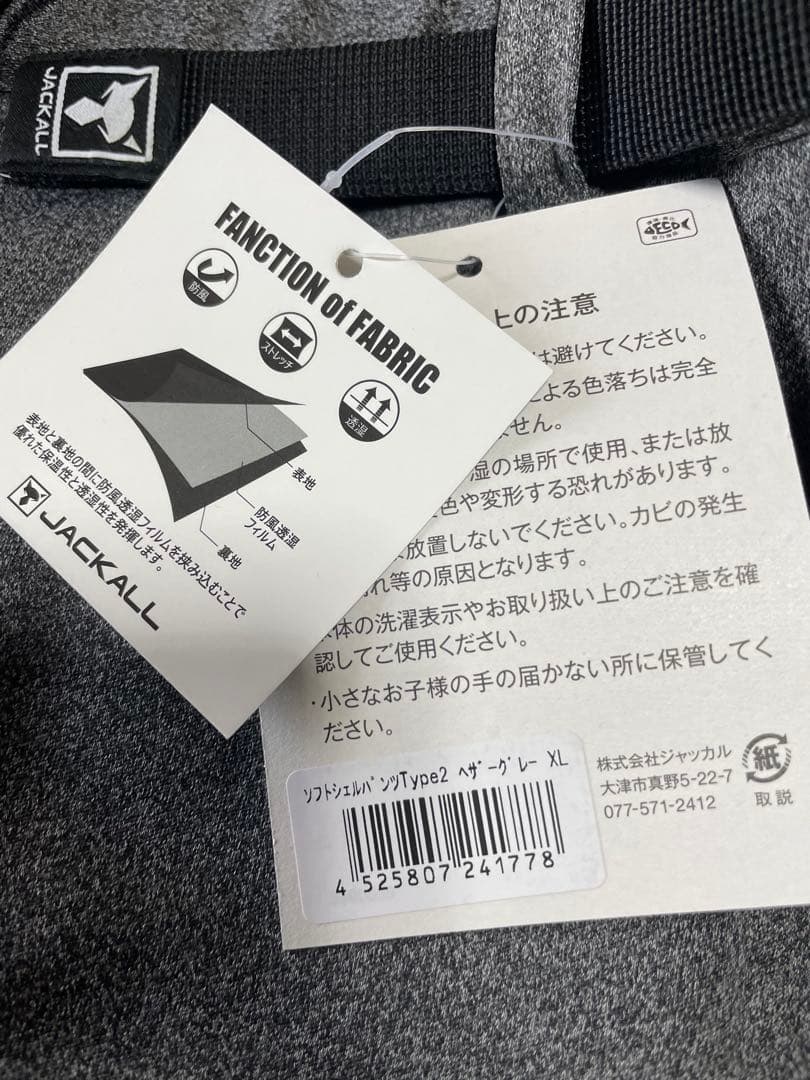 JACKALL
FANCTION of FABRIC
防風
ストレッチ
透湿
表地
防風透湿
フィルム
裏地
表地と裏地の間に防風透湿フィルムを挟み込むことで
優れた保温性と透湿性を発揮します。
JACKALL
ECO
上の注意
は避けてください。
による色落ちは完全
ません。
湿の場所で使用、または放
色や変形する恐れがあります。
放置しないでください。カビの発生
れ等の原因となります。
体の洗濯表示やお取り扱い上のご注意を確
認してご使用ください。
・小さなお子様の手の届かない所に保管してく
ださい。
ソフトシェルパンツType2 ヘザーグレー XL
4 525807 241778
株式会社ジャッカル
大津市真野5-22-7
077-571-2412
紙
取説